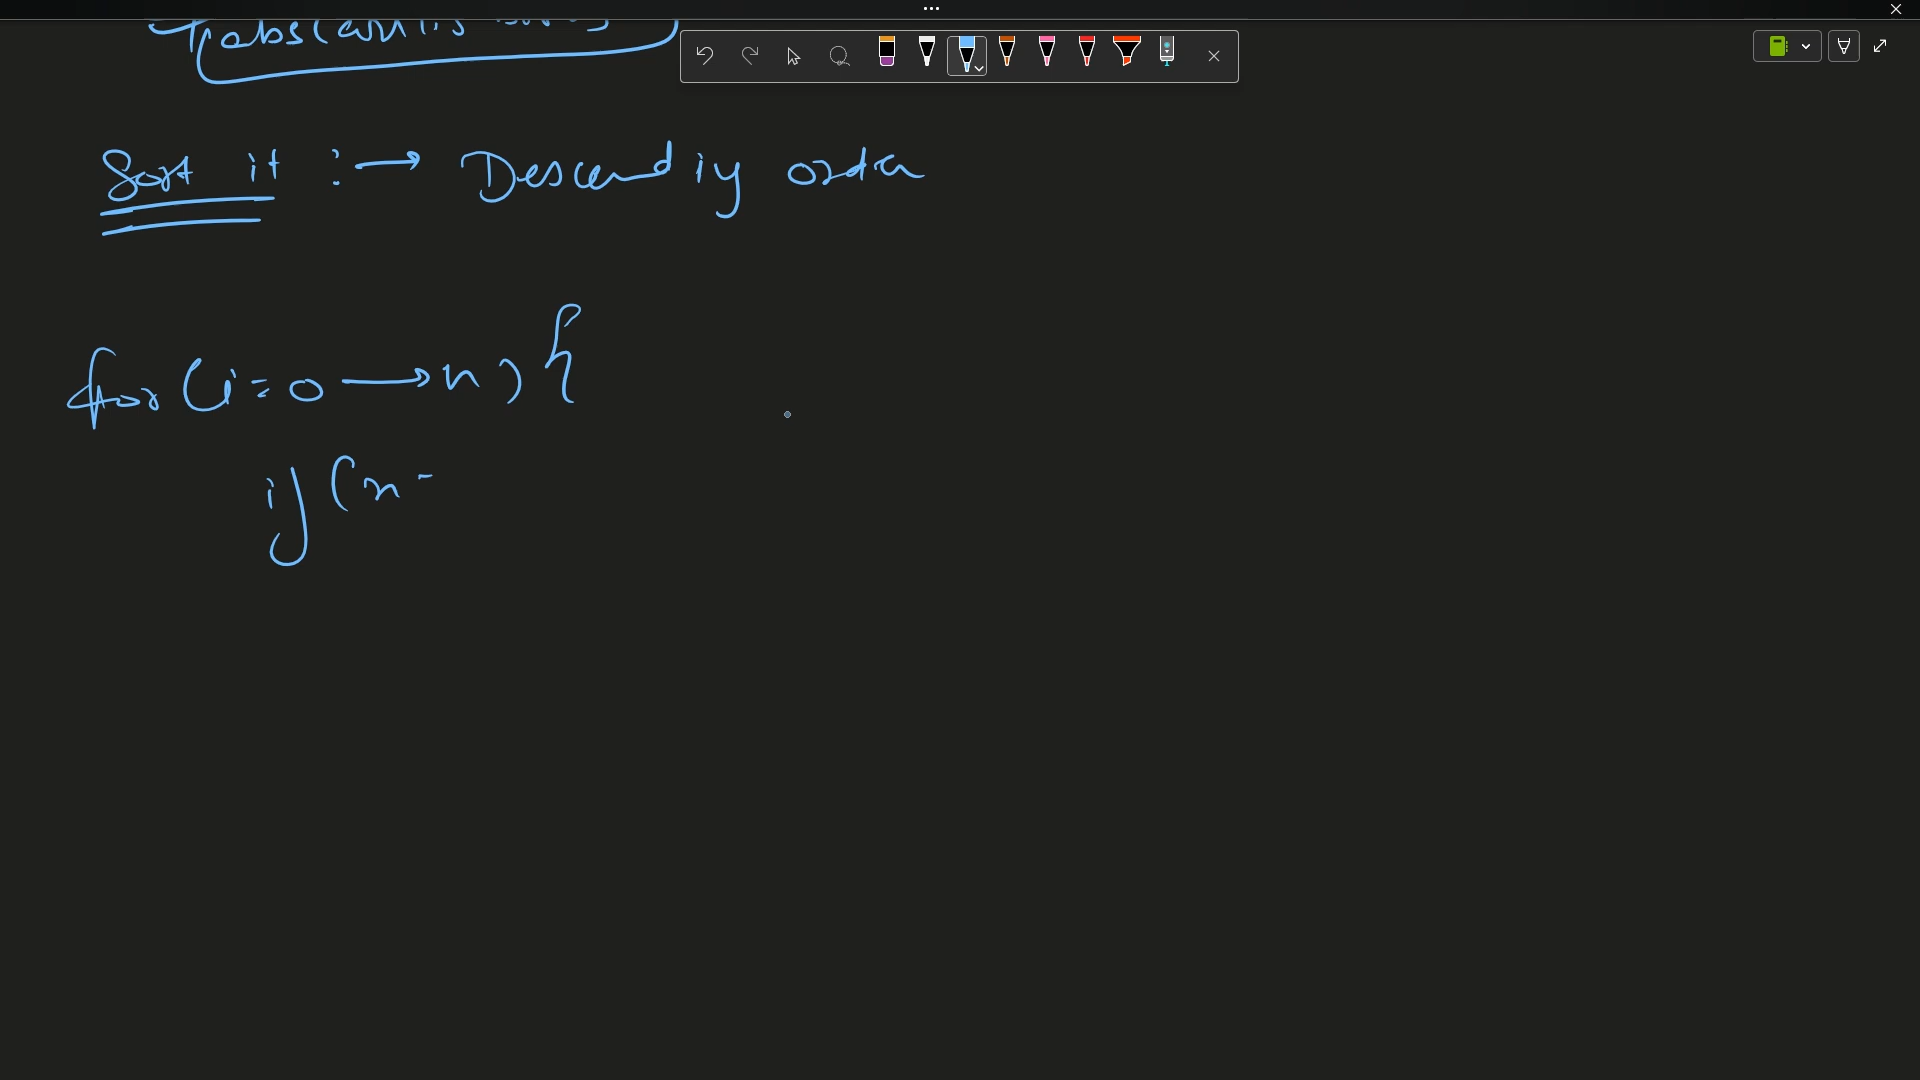 Sort it :→ Descending order
for (i=0 → n) {
if (n -